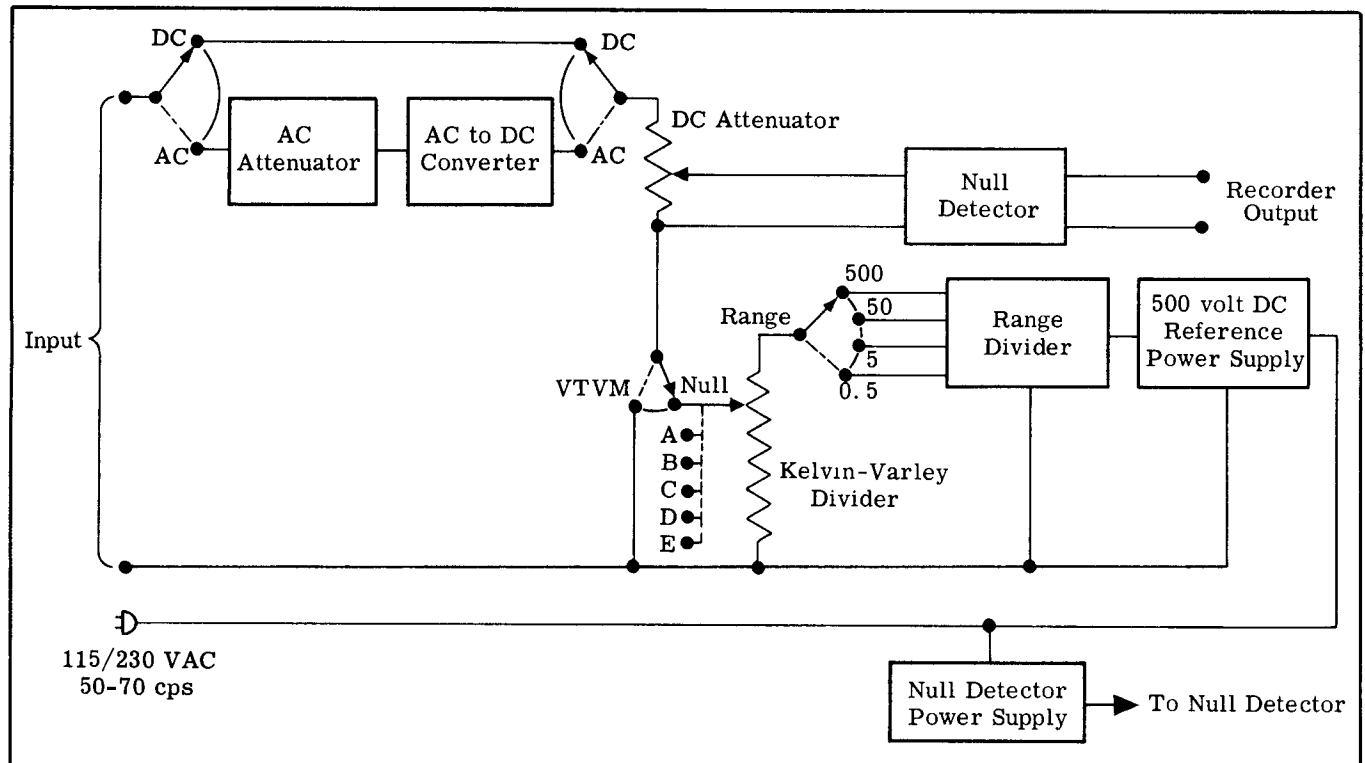 DC
DC
AC
Attenuator
AC to DC
Converter
AC
AC
DC Attenuator
Null
Detector
Recorder
Output
Input
Range
500
50
5
0.5
Range
Divider
500 volt DC
Reference
Power Supply
VTVM
Null
A
B
C
D
E
Kelvin-Varley
Divider
115/230 VAC
50-70 cps
Null Detector
Power Supply
To Null Detector